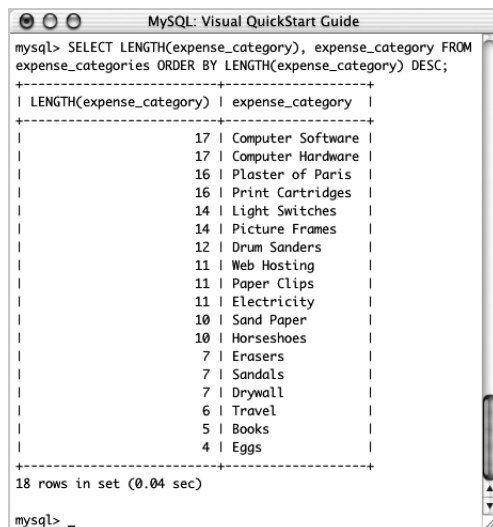 MySQL: Visual QuickStart Guide
mysql> SELECT LENGTH(expense_category), expense_category FROM
expense_categories ORDER BY LENGTH(expense_category) DESC;
+--------------------------+-------------------+
| LENGTH(expense_category) | expense_category  |
+--------------------------+-------------------+
|                       17 | Computer Software |
|                       17 | Computer Hardware |
|                       16 | Plaster of Paris  |
|                       16 | Print Cartridges  |
|                       14 | Light Switches    |
|                       14 | Picture Frames    |
|                       12 | Drum Sanders      |
|                       11 | Web Hosting       |
|                       11 | Paper Clips       |
|                       11 | Electricity       |
|                       10 | Sand Paper        |
|                       10 | Horseshoes        |
|                        7 | Erasers           |
|                        7 | Sandals           |
|                        7 | Drywall           |
|                        6 | Travel            |
|                        5 | Books             |
|                        4 | Eggs              |
+--------------------------+-------------------+
18 rows in set (0.04 sec)
mysql> _